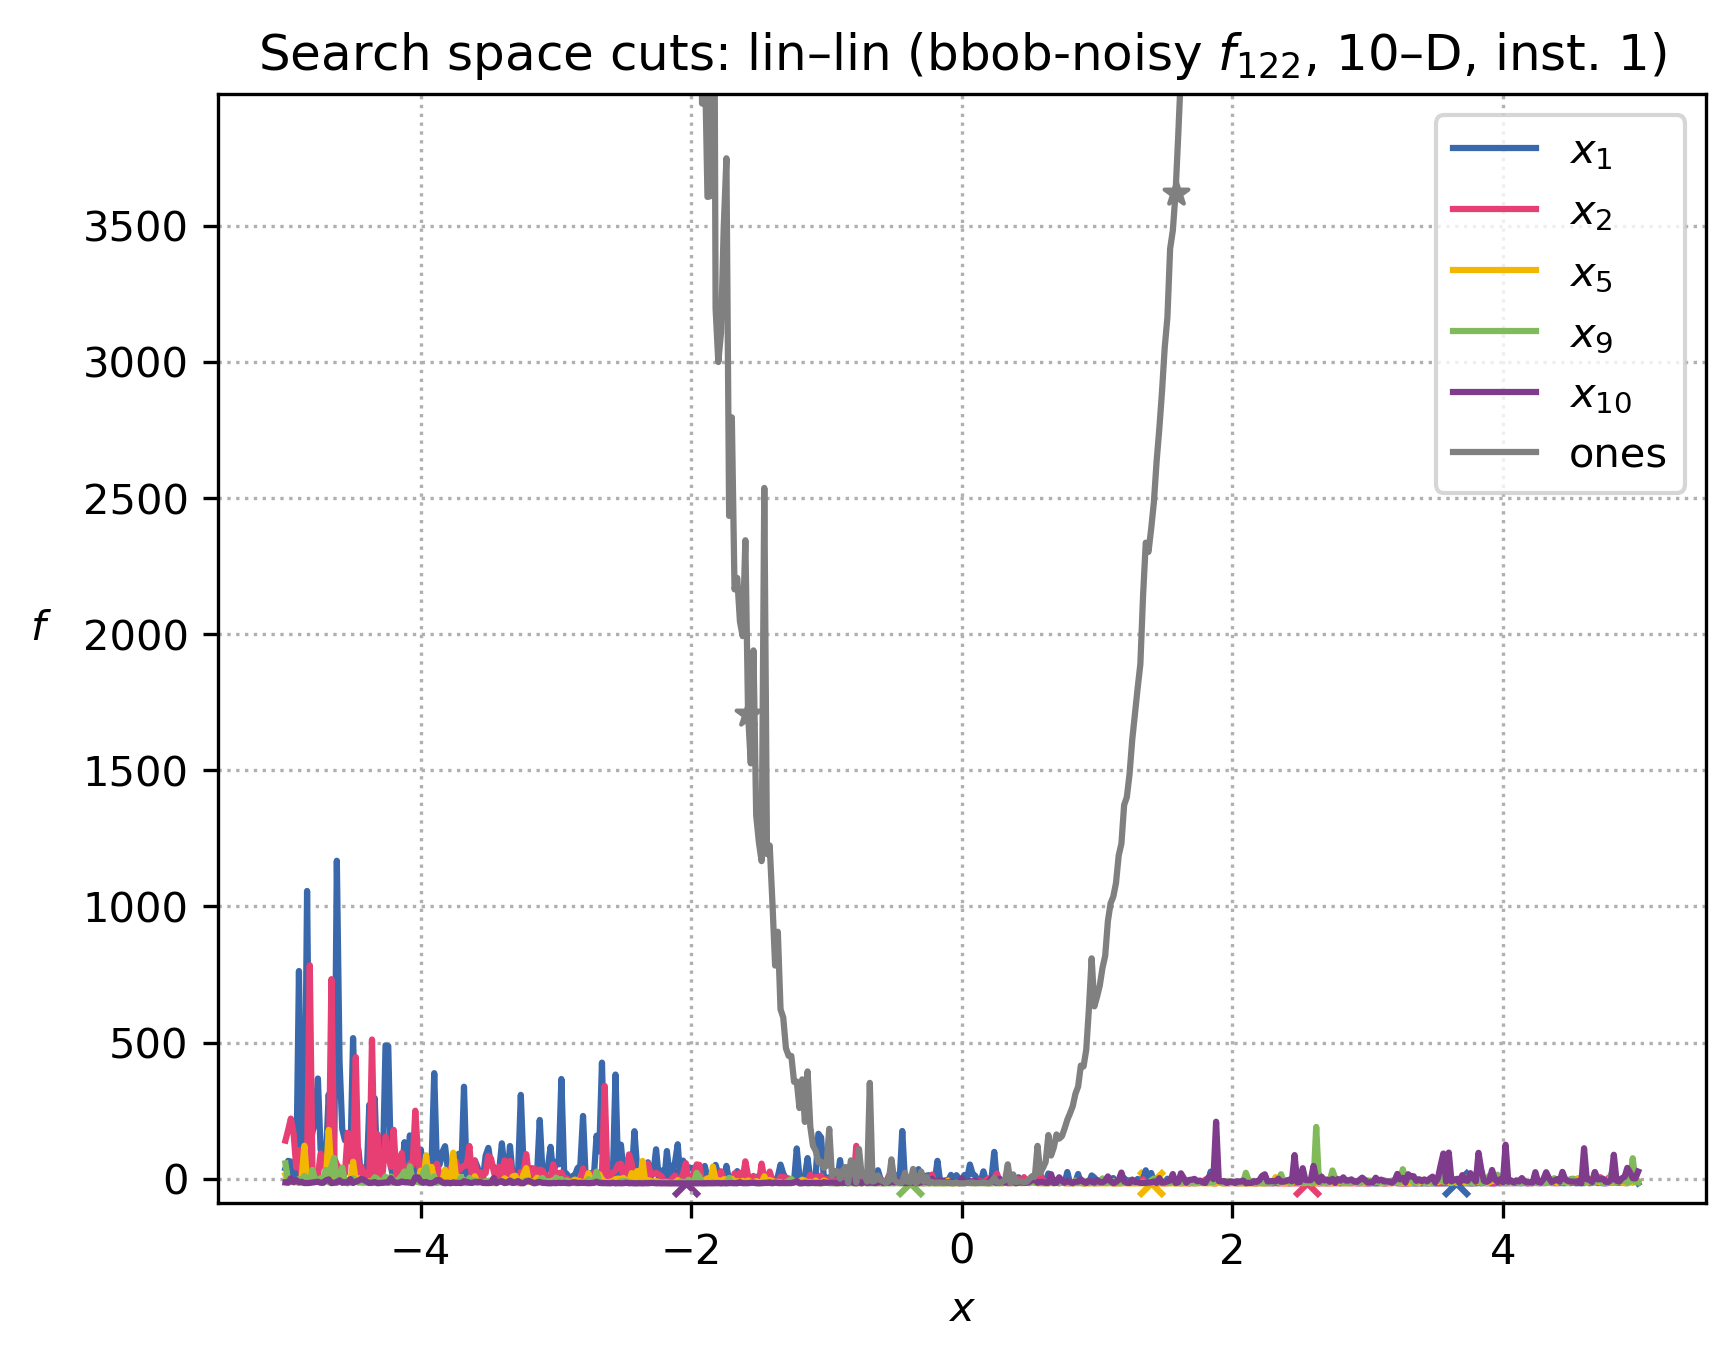 Search space cuts: lin–lin (bbob-noisy f₁₂₂, 10–D, inst. 1)
x₁
x₂
x₅
x₉
x₁₀
ones
3500
3000
2500
2000
1500
1000
500
0
f
−4 −2 0 2 4
x